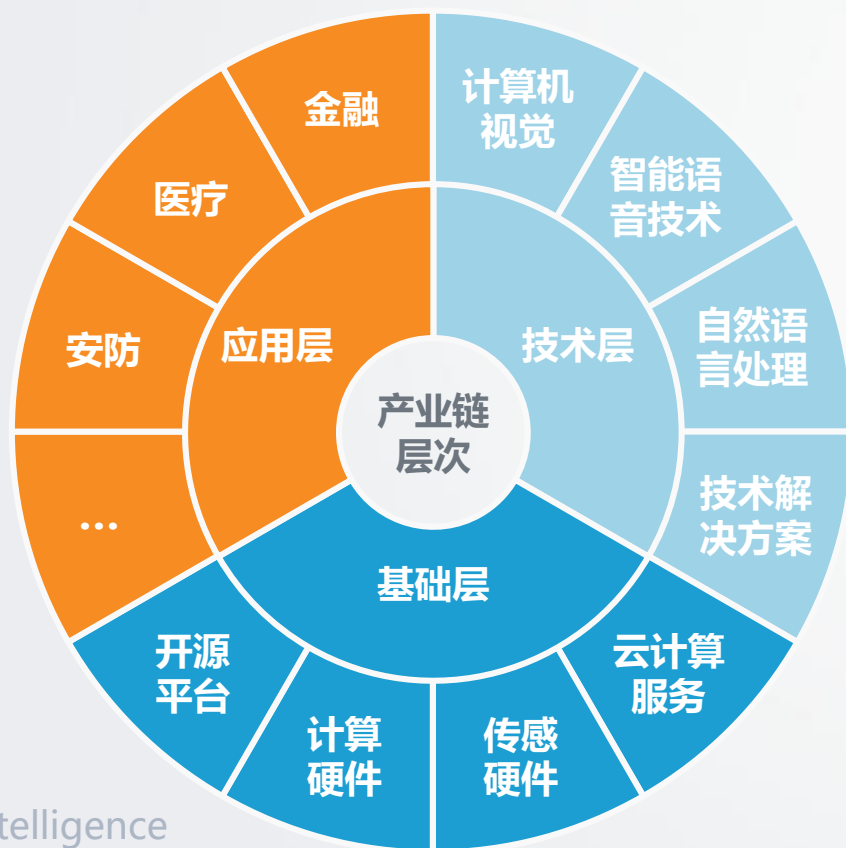 金融
计算机
视觉
医疗
智能语
音技术
安防
应用层
技术层
自然语
言处理
产业链
层次
...
技术解
决方案
基础层
开源
平台
云计算
服务
计算
硬件
传感
硬件
telligence